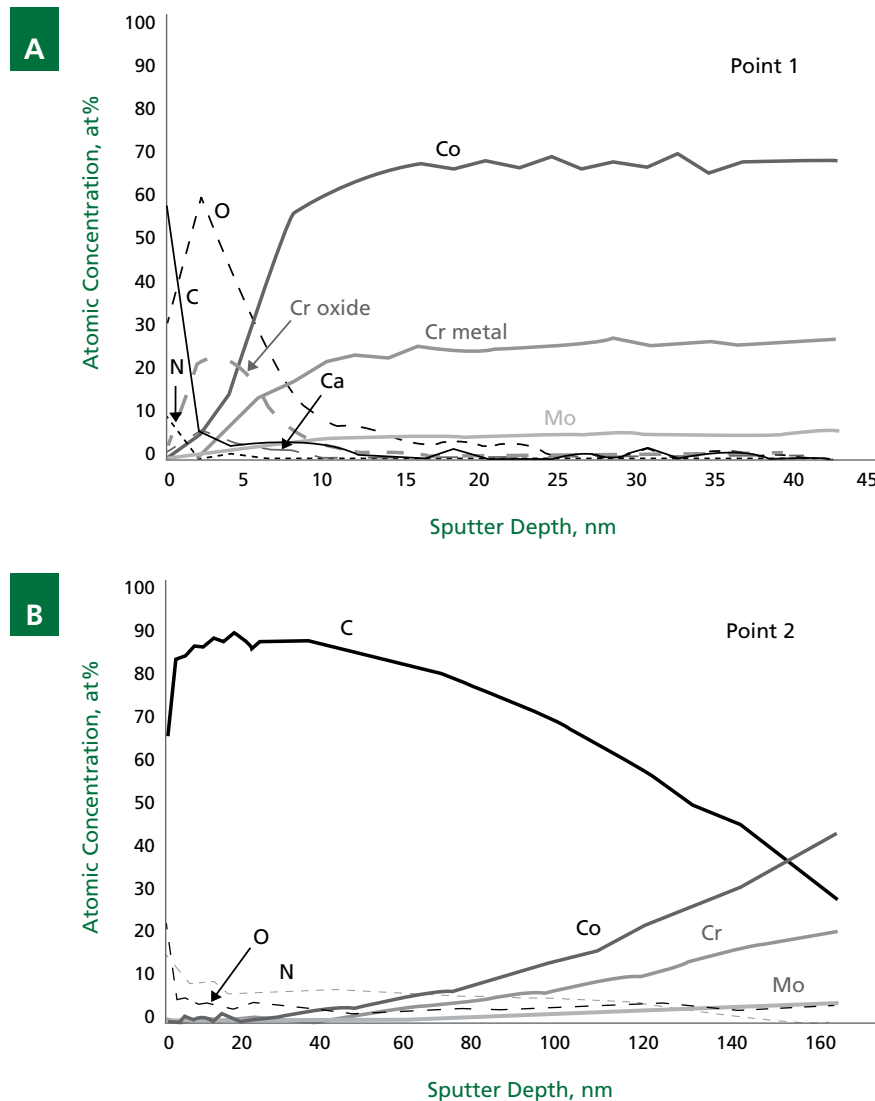 A
Point 1
Atomic Concentration, at%
100
90
80
70
60
50
40
30
20
10
0
Co
O
C
Cr oxide
Cr metal
N
Ca
Mo
0 5 10 15 20 25 30 35 40 45
Sputter Depth, nm
B
Point 2
Atomic Concentration, at%
100
90
80
70
60
50
40
30
20
10
0
C
O
N
Co
Cr
Mo
0 20 40 60 80 100 120 140 160
Sputter Depth, nm